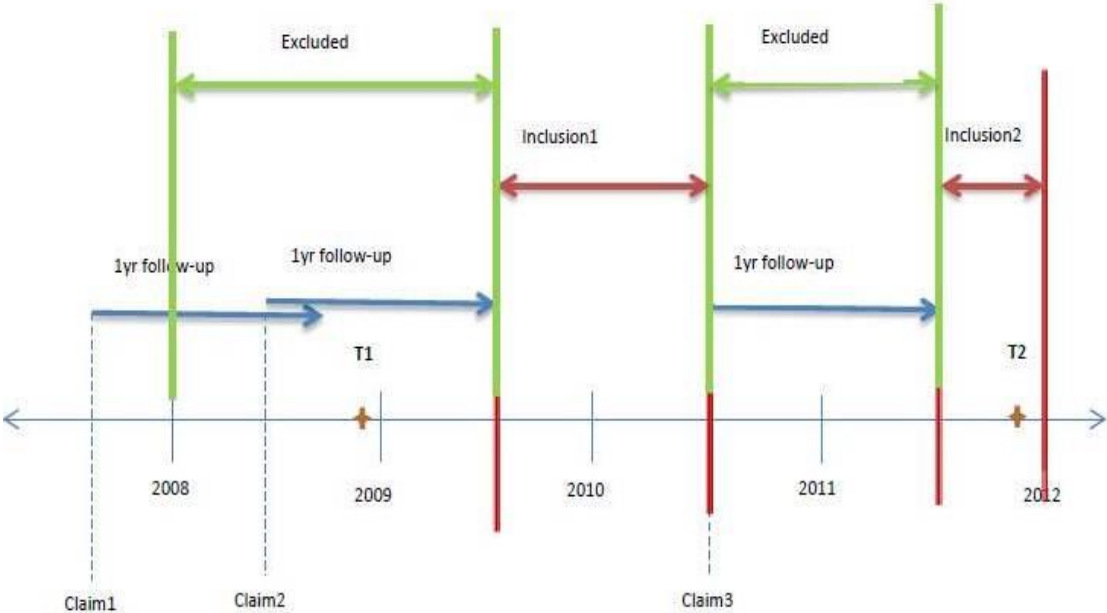 Excluded
Excluded
Inclusion1
Inclusion2
1yr follow-up
1yr follow-up
1yr follow-up
T1
T2
2008
2009
2010
2011
2012
Claim1
Claim2
Claim3